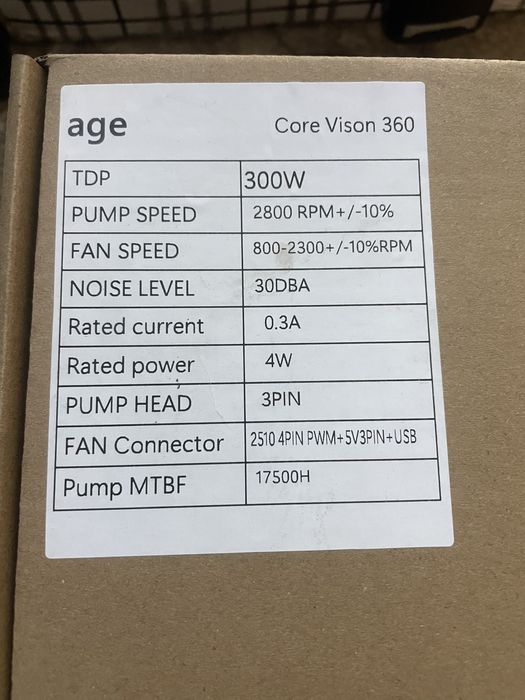 age
Core Vison 360
TDP 300W
PUMP SPEED 2800 RPM+/-10%
FAN SPEED 800-2300+/-10%RPM
NOISE LEVEL 30DBA
Rated current 0.3A
Rated power 4W
PUMP HEAD 3PIN
FAN Connector 2510 4PIN PWM+5V3PIN+USB
Pump MTBF 17500H